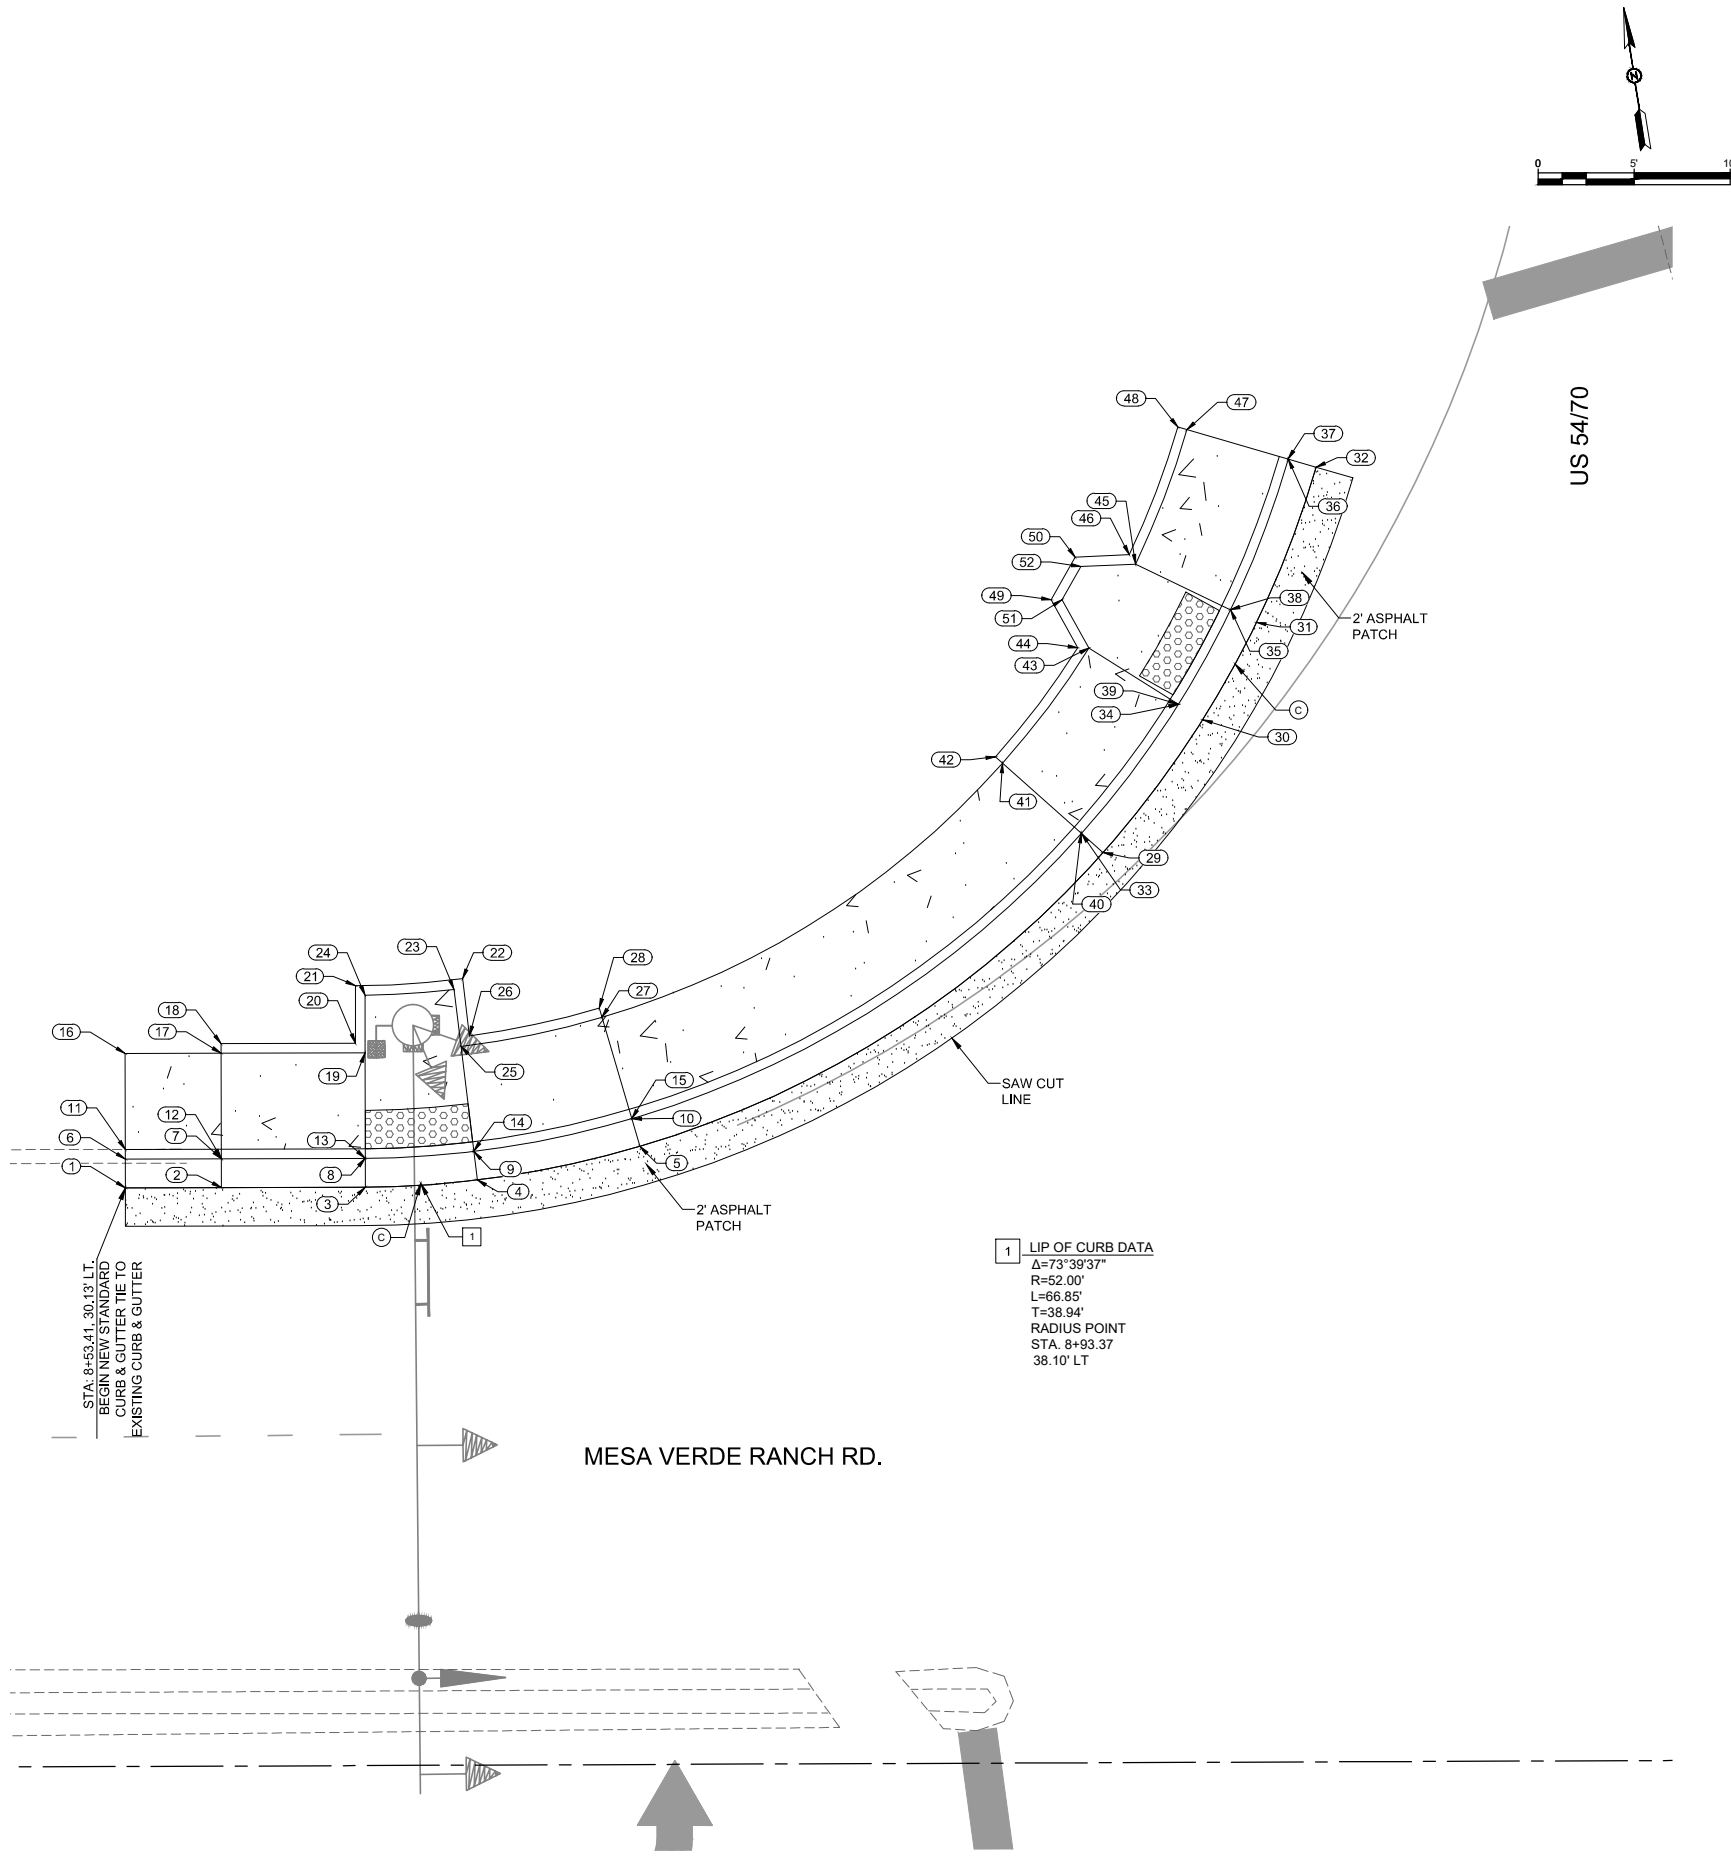 N
0
5'
10
US 54/70
48
47
37
32
45
46
36
50
52
49
51
38
31
35
44
43
2' ASPHALT
PATCH
39
34
C
30
42
41
29
33
40
24
23
22
28
21
20
26
27
18
17
16
19
25
15
11
12
13
14
10
6
7
8
9
1
2
3
4
5
2' ASPHALT
PATCH
SAW CUT
LINE
C
1
STA: 8+53.41, 30.13' LT.
BEGIN NEW STANDARD
CURB & GUTTER TIE TO
EXISTING CURB & GUTTER
1 LIP OF CURB DATA
Δ=73°39'37"
R=52.00'
L=66.85'
T=38.94'
RADIUS POINT
STA. 8+93.37
38.10' LT
MESA VERDE RANCH RD.